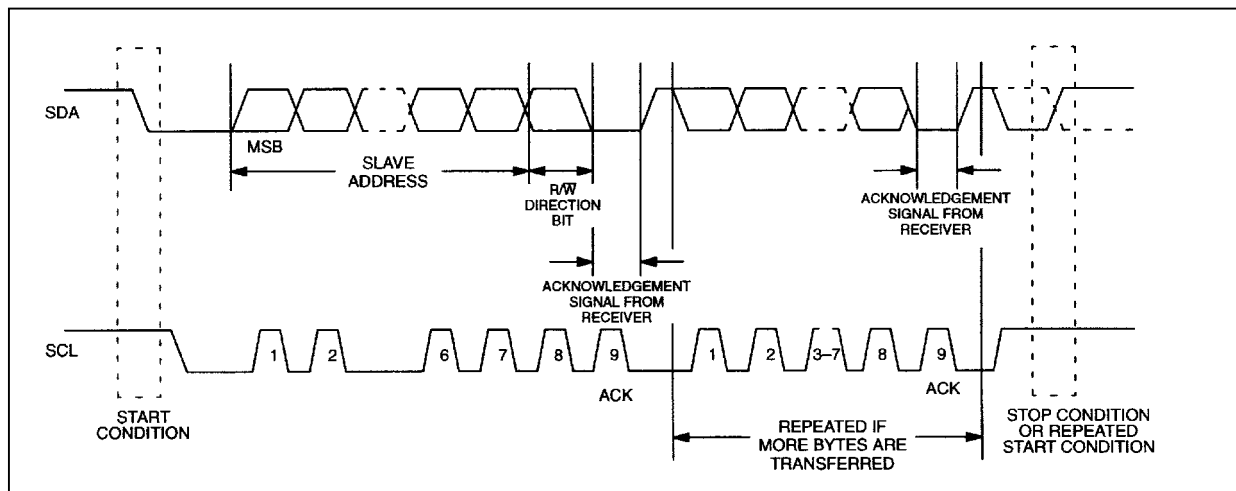 SDA
MSB
SLAVE
ADDRESS
R/W̅
DIRECTION
BIT
ACKNOWLEDGEMENT
SIGNAL FROM
RECEIVER
ACKNOWLEDGEMENT
SIGNAL FROM
RECEIVER
SCL
1
2
6
7
8
9
1
2
3–7
8
9
ACK
ACK
START
CONDITION
REPEATED IF
MORE BYTES ARE
TRANSFERRED
STOP CONDITION
OR REPEATED
START CONDITION